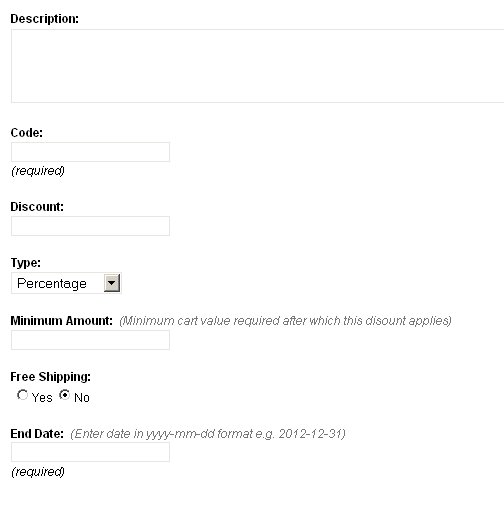 Description:
Code:
(required)
Discount:
Type:
Percentage
Minimum Amount: (Minimum cart value required after which this disount applies)
Free Shipping:
Yes No
End Date: (Enter date in yyyy-mm-dd format e.g. 2012-12-31)
(required)